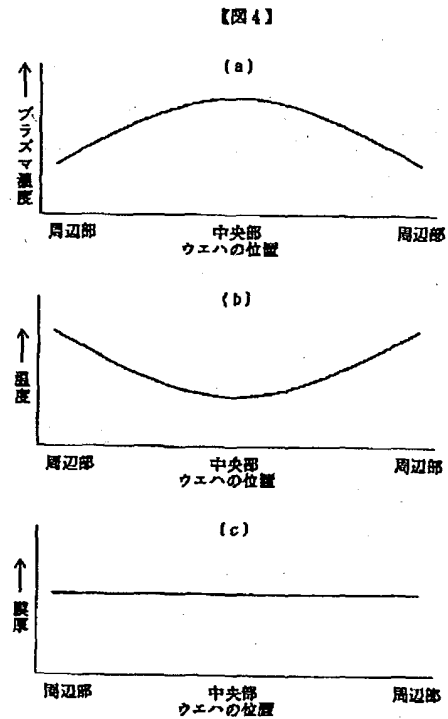 【図4】
(a)
↑プラズマ濃度
周辺部 中央部 周辺部
ウエハの位置
(b)
↑温度
周辺部 中央部 周辺部
ウエハの位置
(c)
↑膜厚
周辺部 中央部 周辺部
ウエハの位置